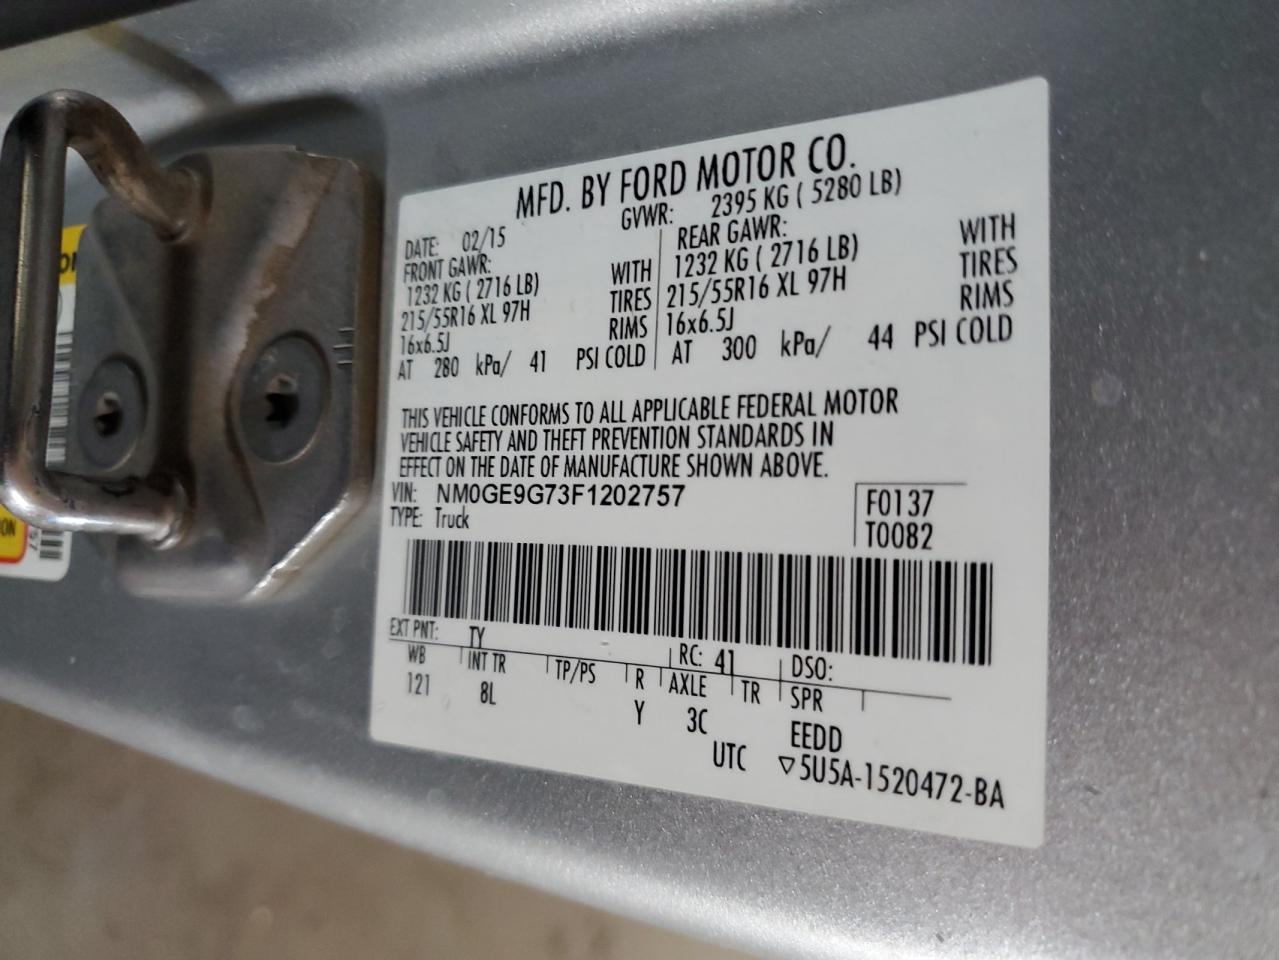 MFD. BY FORD MOTOR CO.
DATE: 02/15 GVWR: 2395 KG ( 5280 LB)
FRONT GAWR: REAR GAWR:
1232 KG ( 2716 LB) WITH 1232 KG ( 2716 LB) WITH
215/55R16 XL 97H TIRES 215/55R16 XL 97H TIRES
16x6.5J RIMS 16x6.5J RIMS
AT 280 kPa/ 41 PSI COLD AT 300 kPa/ 44 PSI COLD
THIS VEHICLE CONFORMS TO ALL APPLICABLE FEDERAL MOTOR
VEHICLE SAFETY AND THEFT PREVENTION STANDARDS IN
EFFECT ON THE DATE OF MANUFACTURE SHOWN ABOVE.
VIN: NM0GE9G73F1202757 F0137
TYPE: Truck T0082
EXT PNT: TY RC: 41 DSO:
WB INT TR TP/PS R AXLE TR SPR
121 8L Y 3C EEDD
UTC ▽5U5A-1520472-BA
ION